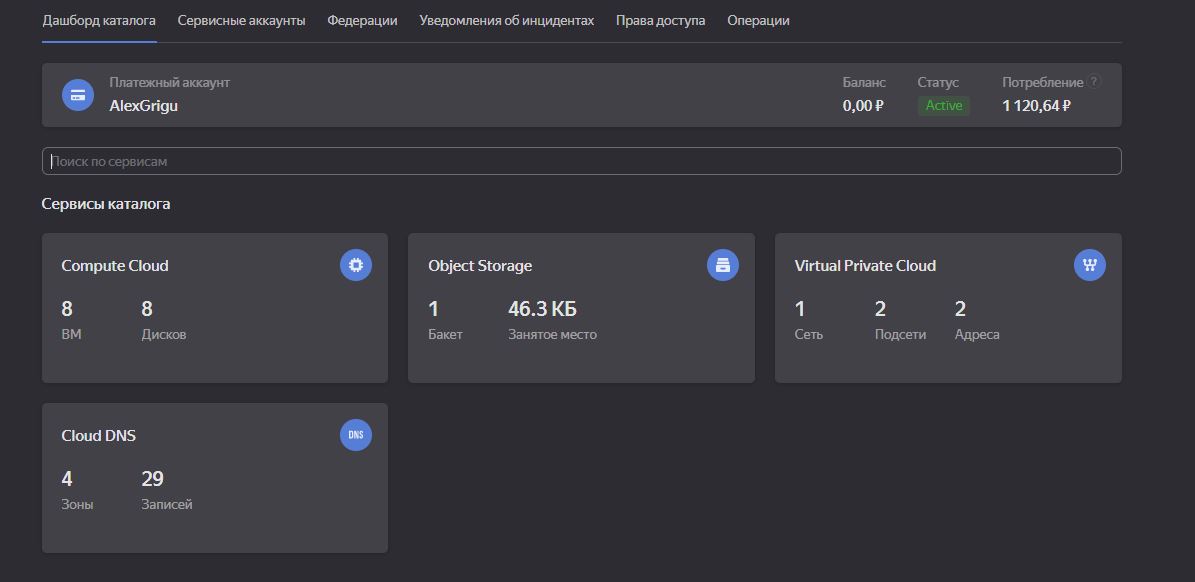 Дашборд каталога Сервисные аккаунты Федерации Уведомления об инцидентах Права доступа Операции
Платежный аккаунт Баланс Статус Потребление ?
AlexGrigu 0,00 ₽ Active 1 120,64 ₽
Поиск по сервисам
Сервисы каталога
Compute Cloud
8 8
ВМ Дисков
Object Storage
1 46.3 КБ
Бакет Занятое место
Virtual Private Cloud
1 2 2
Сеть Подсети Адреса
Cloud DNS DNS
4 29
Зоны Записей